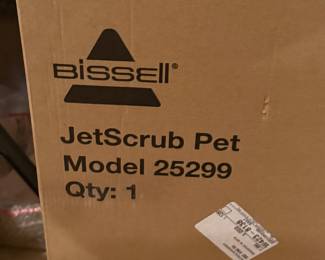 BISSELL®
JetScrub Pet
Model 25299
Qty: 1